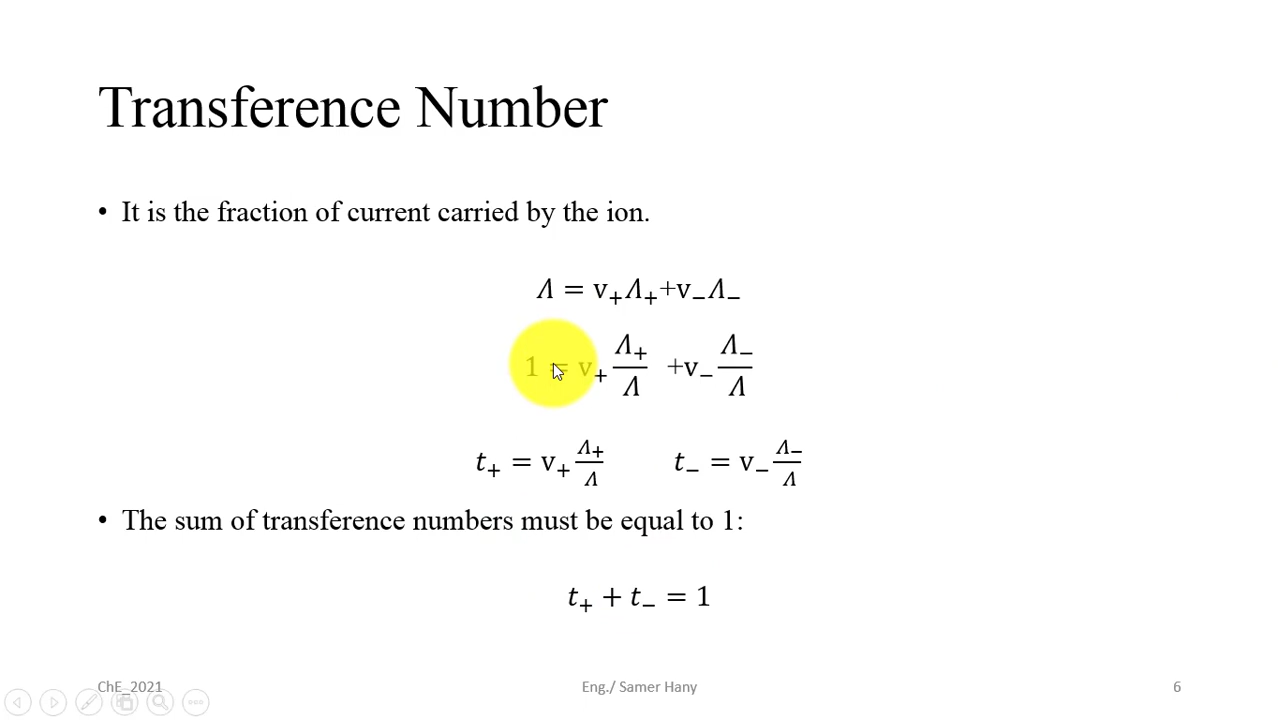 Transference Number
• It is the fraction of current carried by the ion.
Λ = v₊Λ₊+v₋Λ₋
1 = v₊ Λ₊/Λ +v₋ Λ₋/Λ
t₊ = v₊ Λ₊/Λ t₋ = v₋ Λ₋/Λ
• The sum of transference numbers must be equal to 1:
t₊ + t₋ = 1
ChE_2021 Eng./ Samer Hany 6